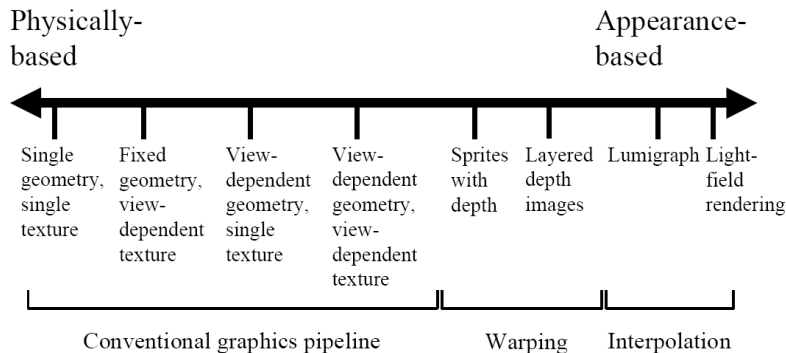 Physically-
based
Appearance-
based
Single
geometry,
single
texture
Fixed
geometry,
view-
dependent
texture
View-
dependent
geometry,
single
texture
View-
dependent
geometry,
view-
dependent
texture
Sprites
with
depth
Layered
depth
images
Lumigraph
Light-
field
rendering
Conventional graphics pipeline
Warping
Interpolation